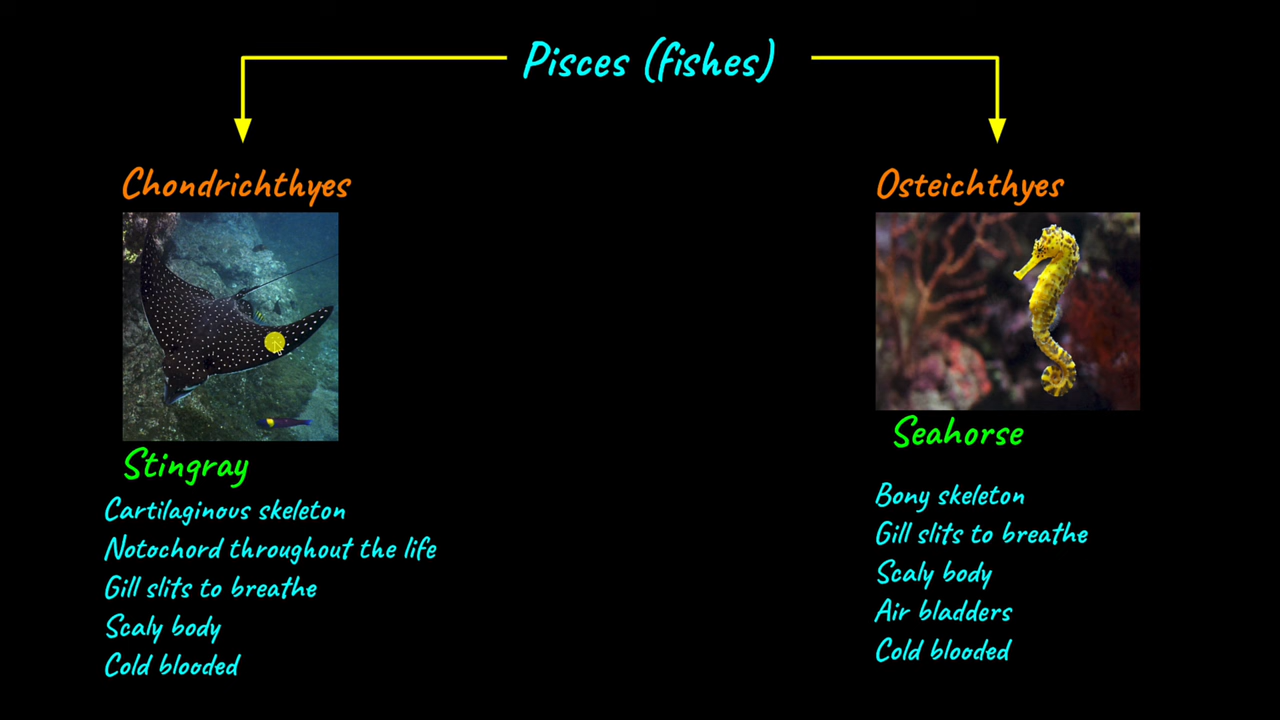 Pisces (fishes)
Chondrichthyes
Stingray
Cartilaginous skeleton
Notochord throughout the life
Gill slits to breathe
Scaly body
Cold blooded
Osteichthyes
Seahorse
Bony skeleton
Gill slits to breathe
Scaly body
Air bladders
Cold blooded